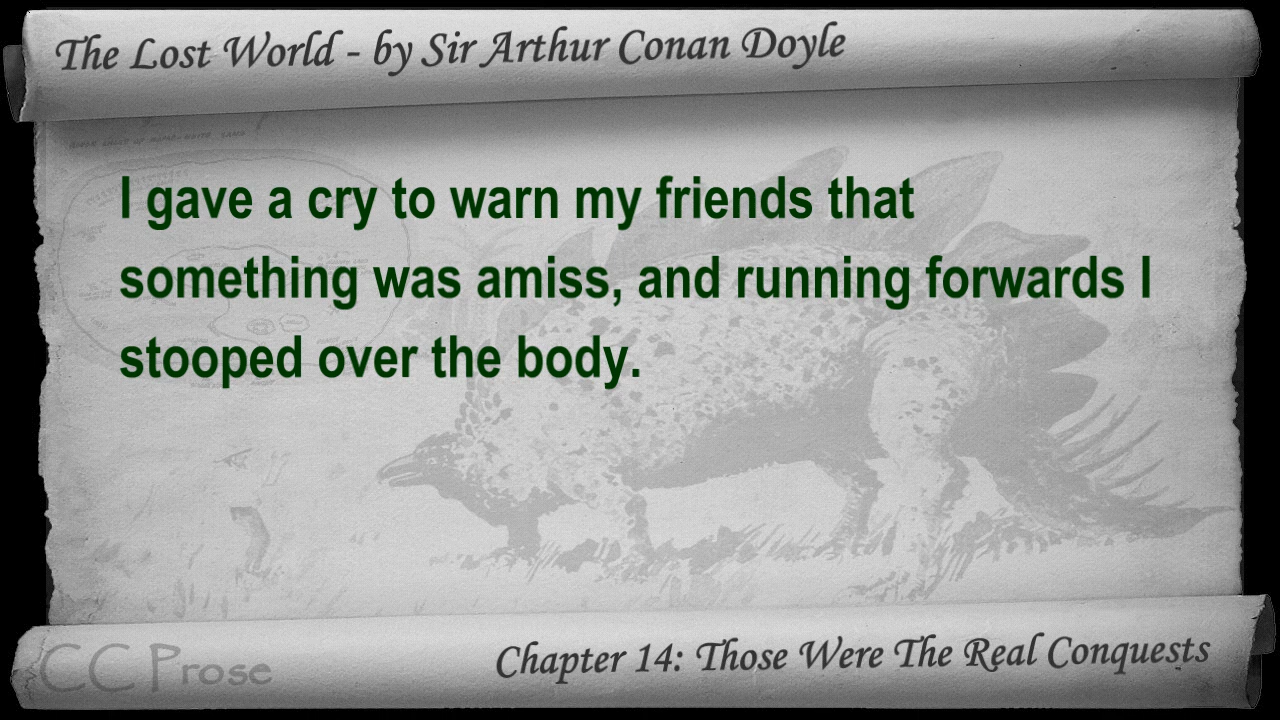 The Lost World - by Sir Arthur Conan Doyle
I gave a cry to warn my friends that
something was amiss, and running forwards I
stooped over the body.
CC Prose
Chapter 14: Those Were The Real Conquests